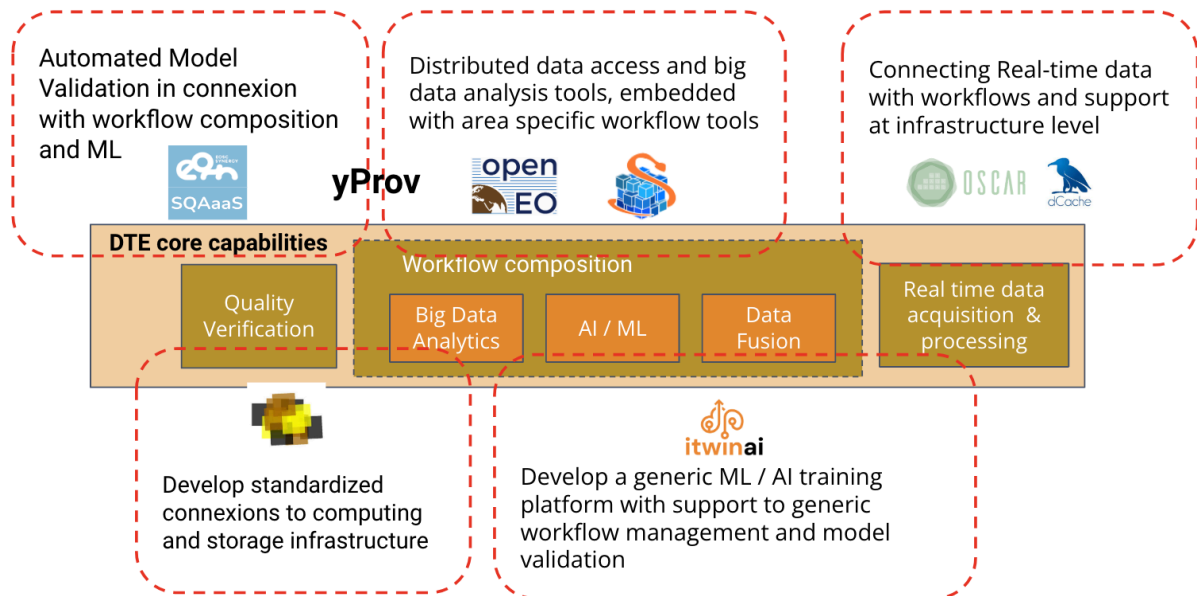 Automated Model
Validation in connexion
with workflow composition
and ML
SQAaaS
yProv
Distributed data access and big
data analysis tools, embedded
with area specific workflow tools
open
EO
Connecting Real-time data
with workflows and support
at infrastructure level
OSCAR
dCache
DTE core capabilities
Quality
Verification
Workflow composition
Big Data
Analytics
AI / ML
Data
Fusion
Real time data
acquisition &
processing
Develop standardized
connexions to computing
and storage infrastructure
itwinai
Develop a generic ML / AI training
platform with support to generic
workflow management and model
validation